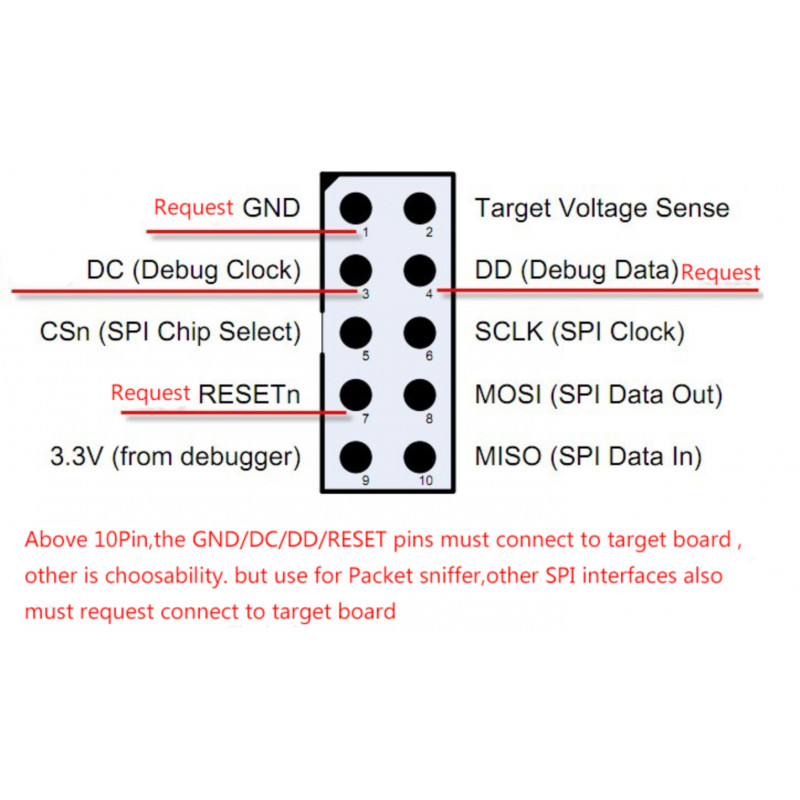 Request GND 1 2 Target Voltage Sense
DC (Debug Clock) 3 4 DD (Debug Data)Request
CSn (SPI Chip Select) 5 6 SCLK (SPI Clock)
Request RESETn 7 8 MOSI (SPI Data Out)
3.3V (from debugger) 9 10 MISO (SPI Data In)
Above 10Pin,the GND/DC/DD/RESET pins must connect to target board ,
other is choosability. but use for Packet sniffer,other SPI interfaces also
must request connect to target board